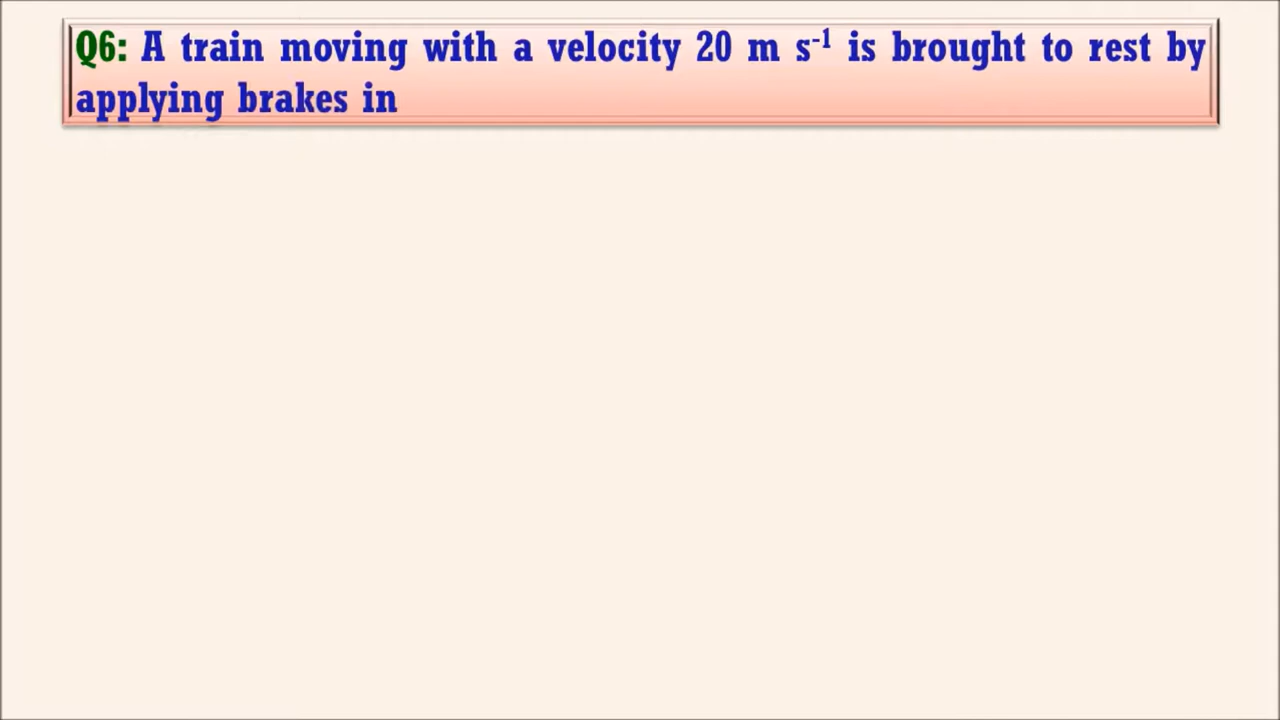 Q6: A train moving with a velocity 20 m s⁻¹ is brought to rest by
applying brakes in